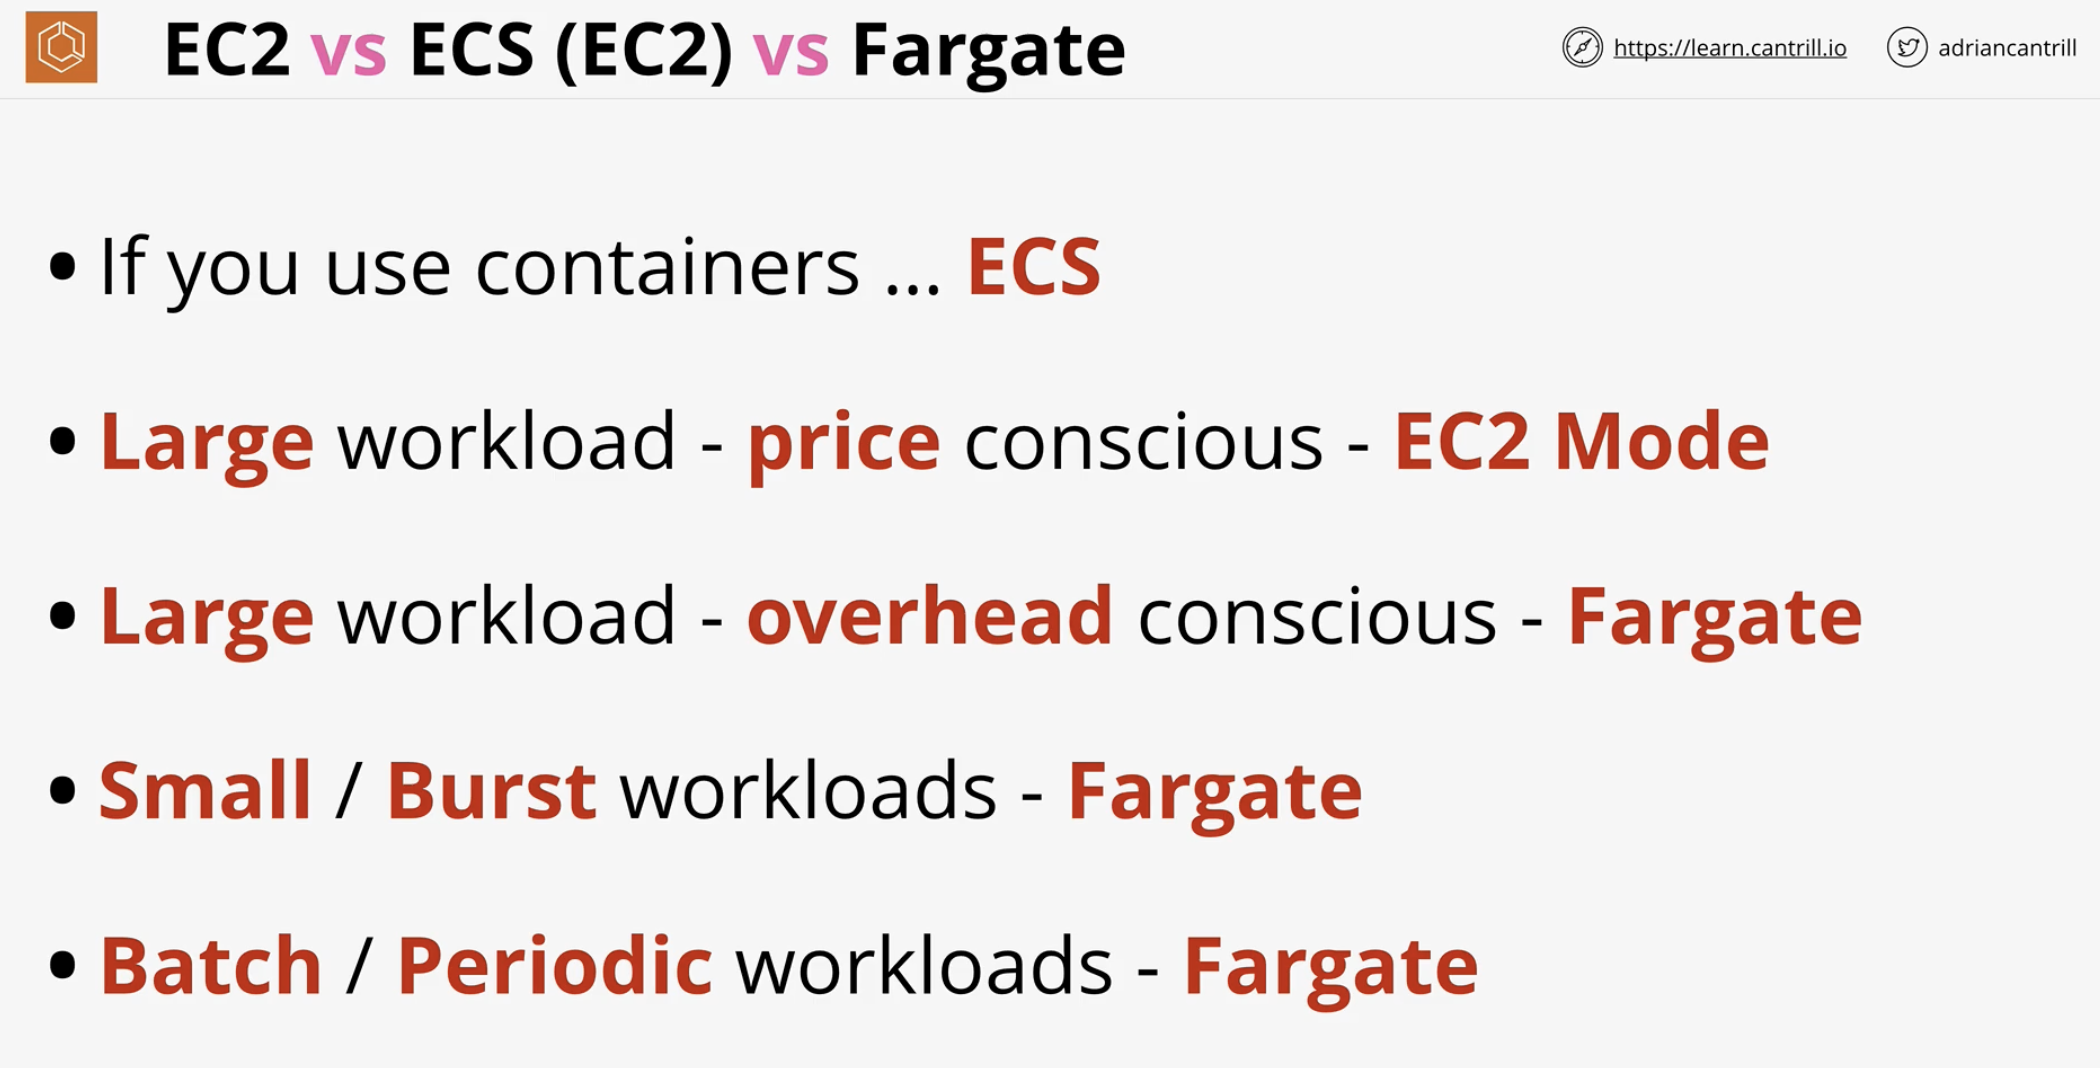 EC2 vs ECS (EC2) vs Fargate
https://learn.cantrill.io
adriancantrill
• If you use containers ... ECS
• Large workload - price conscious - EC2 Mode
• Large workload - overhead conscious - Fargate
• Small / Burst workloads - Fargate
• Batch / Periodic workloads - Fargate